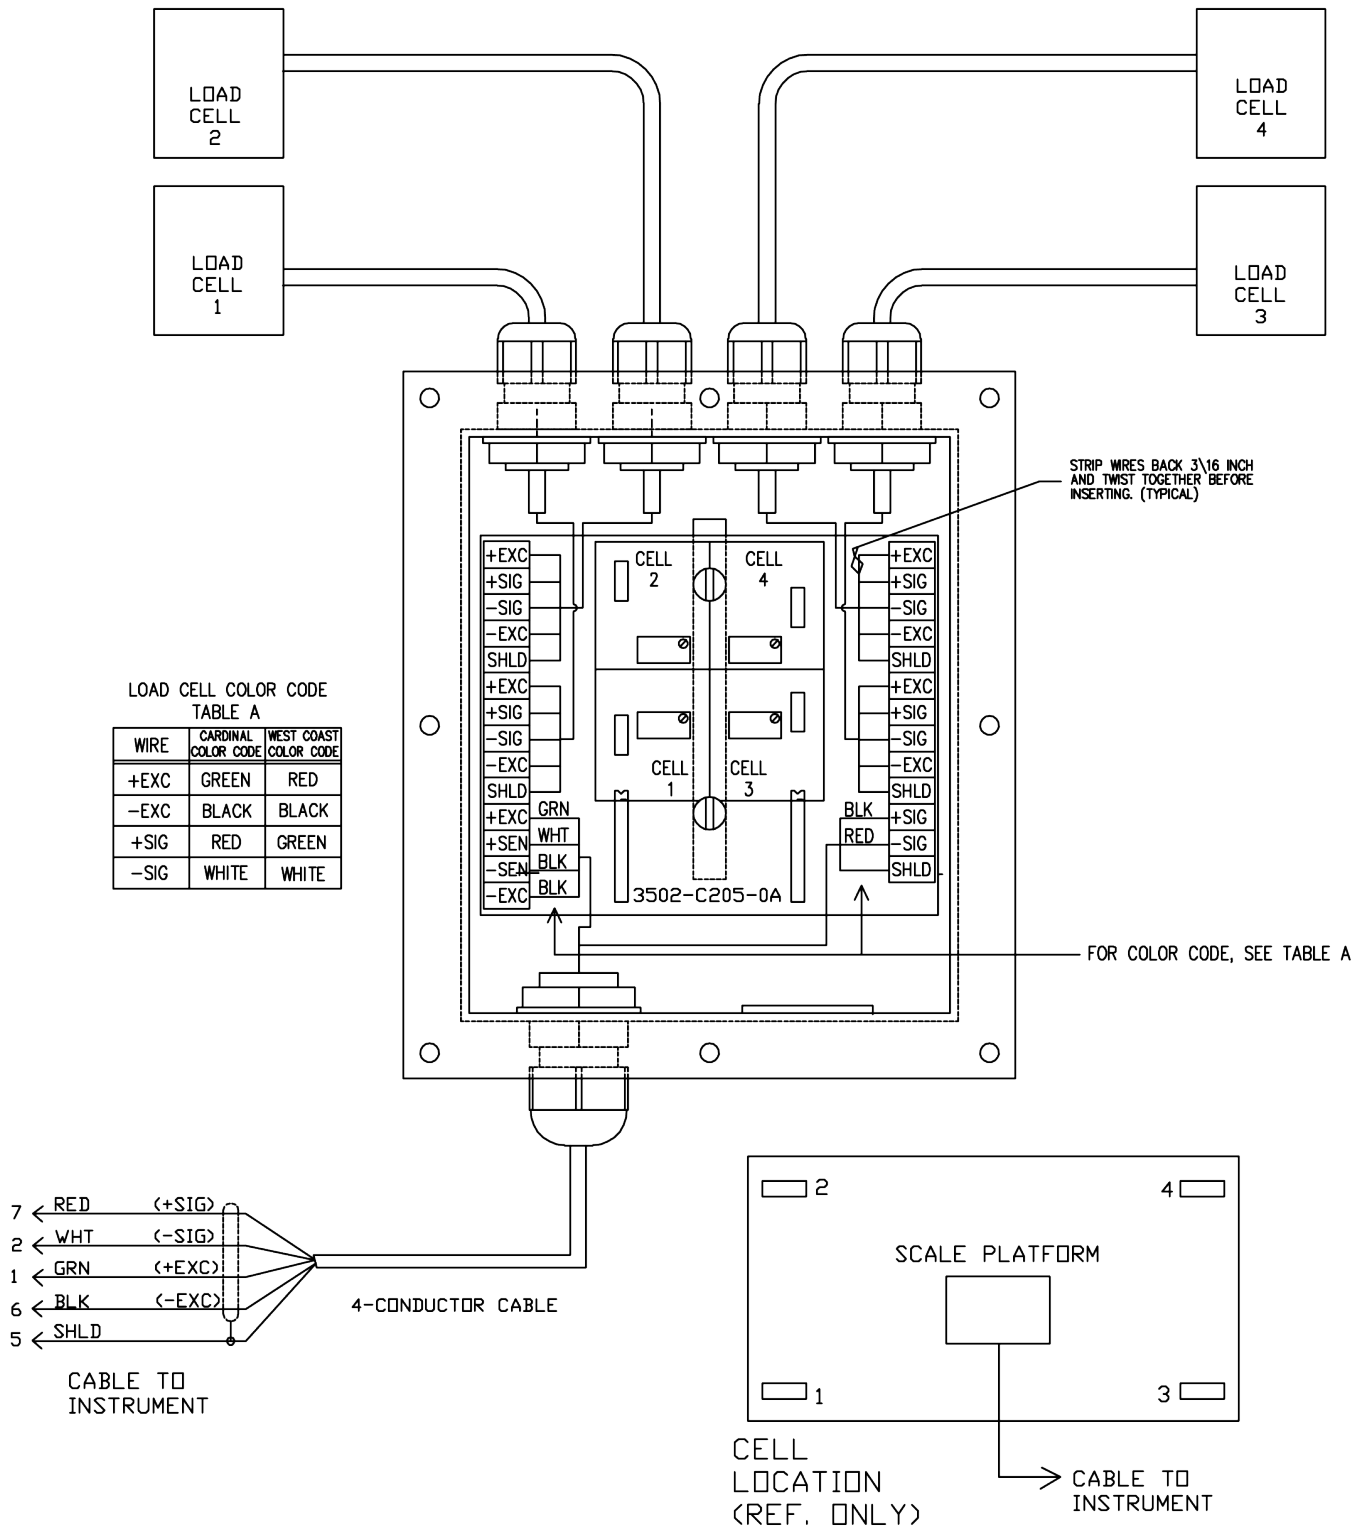 LOAD
CELL
2
LOAD
CELL
4
LOAD
CELL
1
LOAD
CELL
3
STRIP WIRES BACK 3\16 INCH
AND TWIST TOGETHER BEFORE
INSERTING. (TYPICAL)
+EXC
+SIG
-SIG
-EXC
SHLD
+EXC
+SIG
-SIG
-EXC
SHLD
+EXC
+SEN
-SEN
-EXC
GRN
WHT
BLK
BLK
CELL
2
CELL
4
CELL
1
CELL
3
3502-C205-0A
+EXC
+SIG
-SIG
-EXC
SHLD
+EXC
+SIG
-SIG
-EXC
SHLD
+SIG
-SIG
SHLD
BLK
RED
LOAD CELL COLOR CODE
TABLE A
WIRE CARDINAL COLOR CODE WEST COAST COLOR CODE
+EXC GREEN RED
-EXC BLACK BLACK
+SIG RED GREEN
-SIG WHITE WHITE
FOR COLOR CODE, SEE TABLE A
7 RED (+SIG)
2 WHT (-SIG)
1 GRN (+EXC)
6 BLK (-EXC)
5 SHLD
4-CONDUCTOR CABLE
CABLE TO
INSTRUMENT
2
4
SCALE PLATFORM
1
3
CELL
LOCATION
(REF. ONLY)
CABLE TO
INSTRUMENT